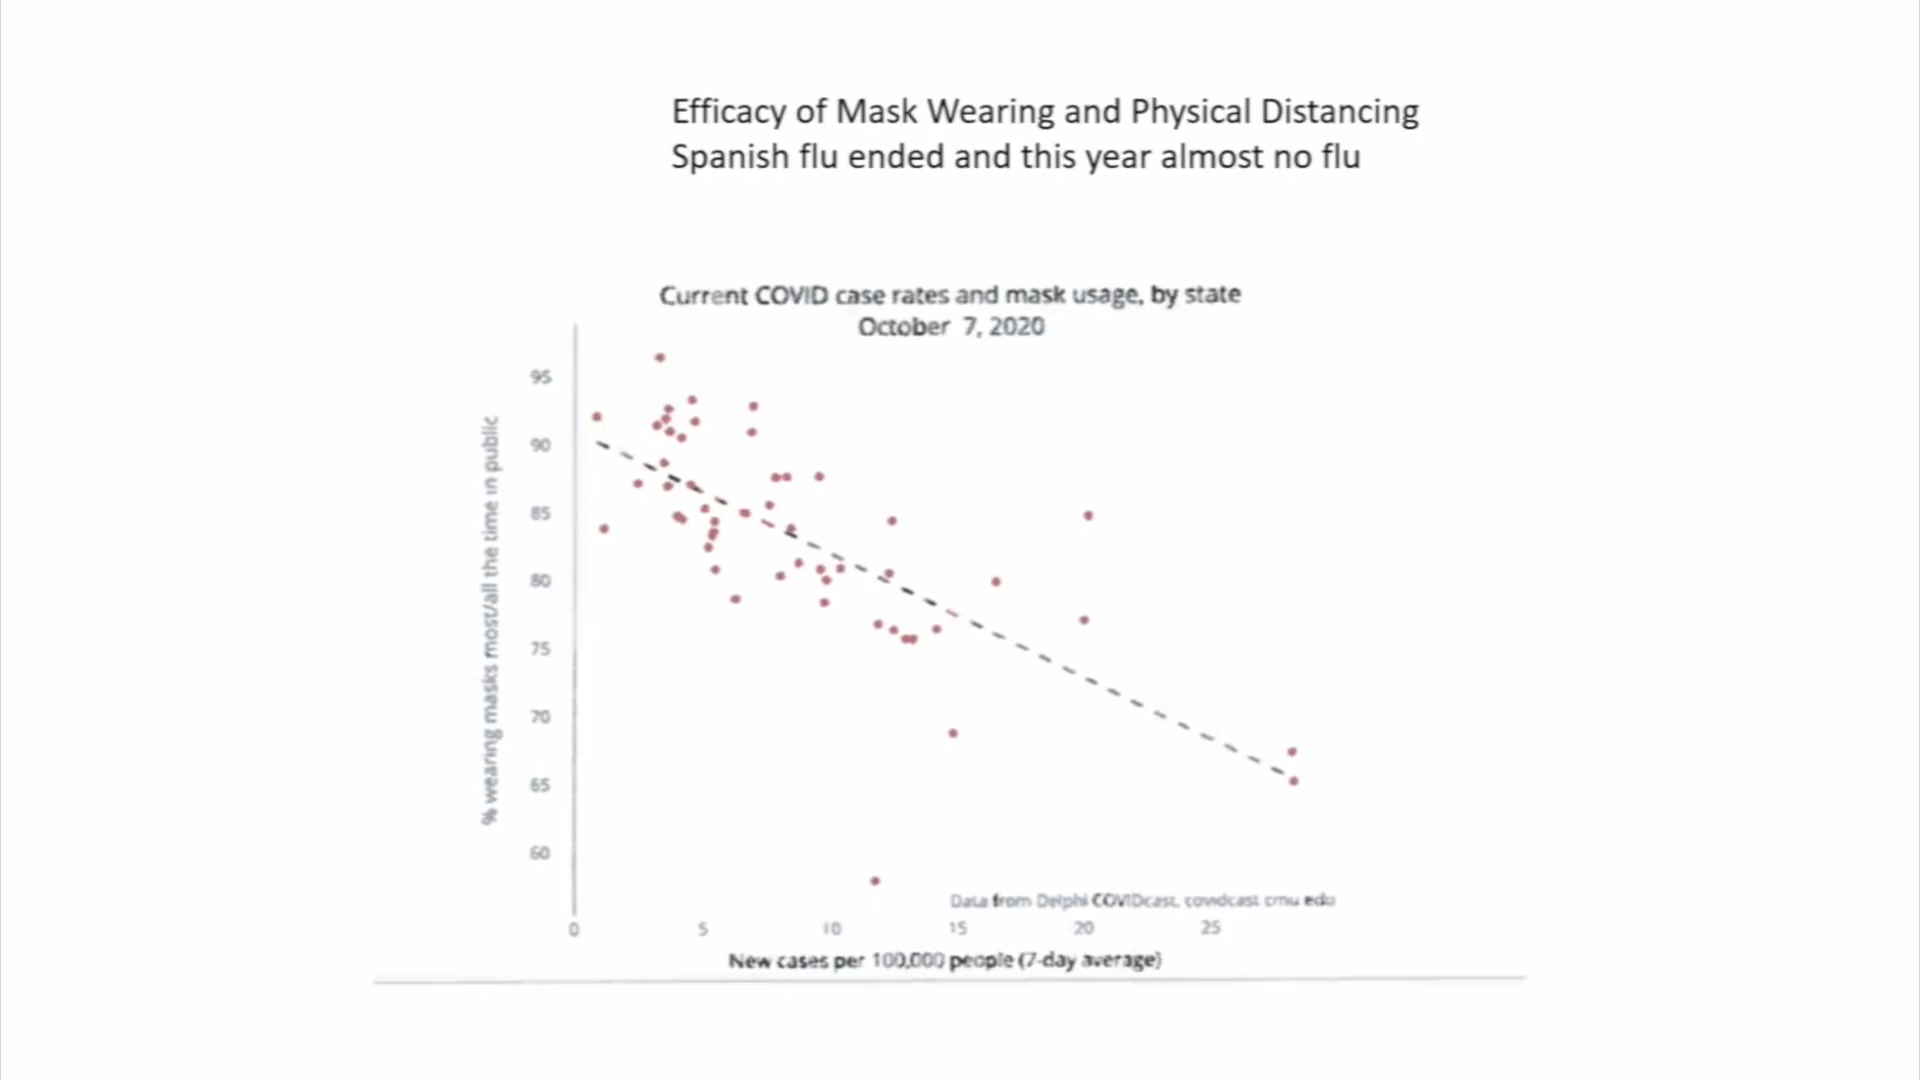 Efficacy of Mask Wearing and Physical Distancing
Spanish flu ended and this year almost no flu
Current COVID case rates and mask usage, by state
October 7, 2020
% wearing masks most/all the time in public
95
90
85
80
75
70
65
60
Data from Delphi COVIDcast, covidcast.cmu.edu
0 5 10 15 20 25
New cases per 100,000 people (7-day average)